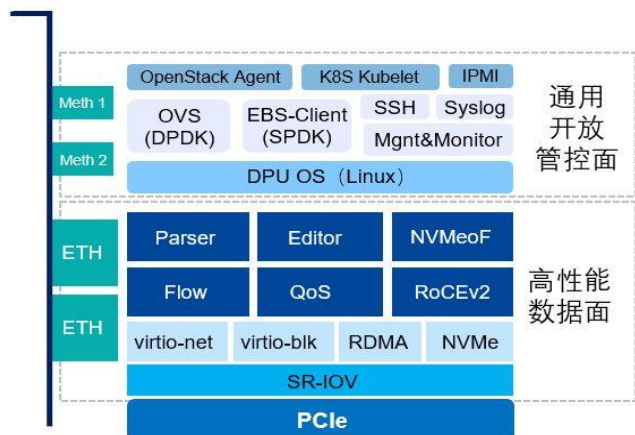 OpenStack Agent
K8S Kubelet
IPMI
Meth 1
OVS
(DPDK)
EBS-Client
(SPDK)
SSH
Syslog
Mgnt&Monitor
通用
开放
管控面
Meth 2
DPU OS（Linux）
ETH
Parser
Editor
NVMeoF
Flow
QoS
RoCEv2
高性能
数据面
ETH
virtio-net
virtio-blk
RDMA
NVMe
SR-IOV
PCIe